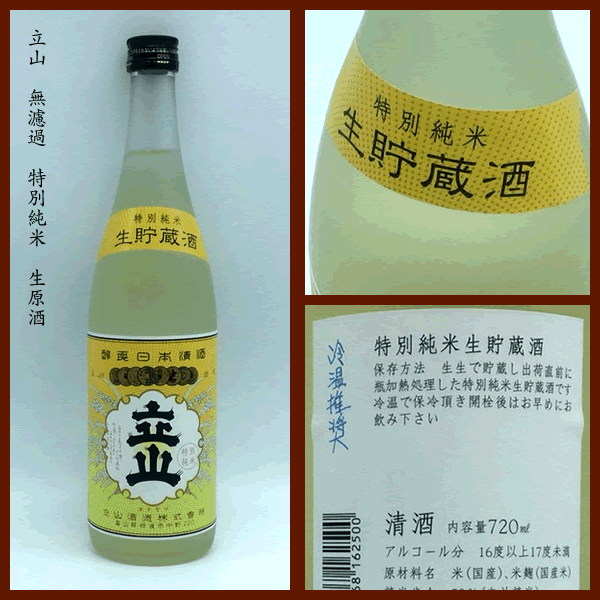 立山 無濾過 特別純米 生原酒
特別純米
生貯蔵酒
醇良日本清酒
立山
特別
純米
タテヤマ
立山酒造株式会社
特別純米
生貯蔵酒
冷温推奨
特別純米生貯蔵酒
保存方法 生生で貯蔵し出荷直前に
瓶加熱処理した特別純米生貯蔵酒です
冷温で保冷頂き開栓後はお早めにお
飲み下さい
清酒 内容量720㎖
アルコール分 16度以上17度未満
原材料名 米(国産)、米麹(国産米)
68162500